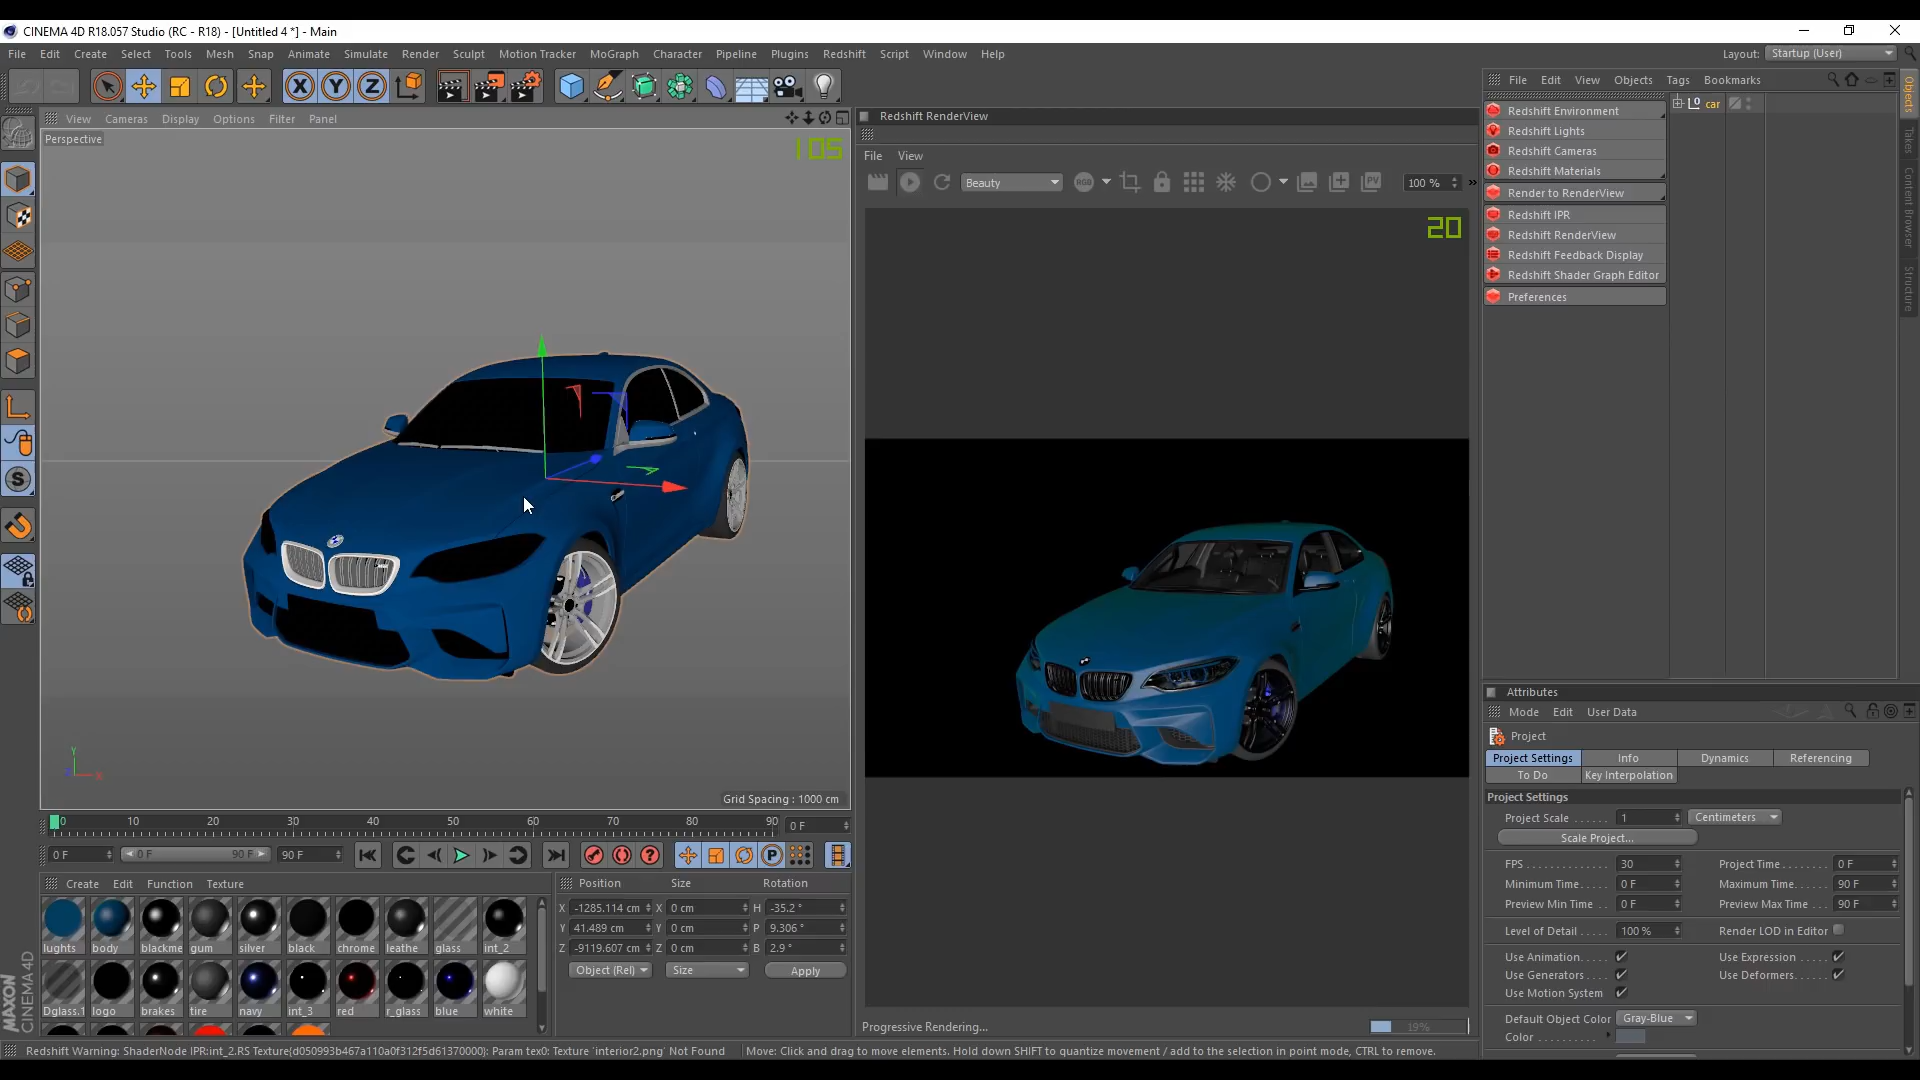 CINEMA 4D R18.057 Studio (RC - R18) - [Untitled 4 *] - Main
File Edit Create Select Tools Mesh Snap Animate Simulate Render Sculpt Motion Tracker MoGraph Character Pipeline Plugins Redshift Script Window Help
Layout: Startup (User)
View Cameras Display Options Filter Panel
Perspective
105
Grid Spacing : 1000 cm
Redshift RenderView
File View
Beauty
RGB
PV
100 %
20
Progressive Rendering...
19%
File Edit View Objects Tags Bookmarks
Redshift Environment
Redshift Lights
Redshift Cameras
Redshift Materials
Render to RenderView
Redshift IPR
Redshift RenderView
Redshift Feedback Display
Redshift Shader Graph Editor
Preferences
car
Objects
Takes
Content Browser
Structure
Attributes
Mode Edit User Data
Project
Project Settings Info Dynamics Referencing
To Do Key Interpolation
Project Settings
Project Scale . . . . . . 1 Centimeters
Scale Project...
FPS . . . . . . . . . . . . . 30 Project Time . . . . . . . . 0 F
Minimum Time. . . . . 0 F Maximum Time. . . . . . 90 F
Preview Min Time . . 0 F Preview Max Time . . . 90 F
Level of Detail . . . . . 100 % Render LOD in Editor
Use Animation. . . . . Use Expression . . . . .
Use Generators. . . . . Use Deformers. . . . .
Use Motion System
Default Object Color Gray-Blue
Color . . . . . . . . . .
0 10 20 30 40 50 60 70 80 90 0 F
0 F 0 F 90 F 90 F
Create Edit Function Texture
lughts body blackme gum silver black chrome leathe glass int_2
Dglass.1 logo brakes tire navy int_3 red r_glass blue white
Position Size Rotation
X -1285.114 cm X 0 cm H -35.2 °
Y 41.489 cm Y 0 cm P 9.306 °
Z -9119.607 cm Z 0 cm B 2.9 °
Object (Rel) Size Apply
MAXON
CINEMA 4D
Redshift Warning: ShaderNode IPR:int_2.RS Texture{d050993b467a110a0f312f5d61370000}: Param tex0: Texture 'interior2.png' Not Found
Move: Click and drag to move elements. Hold down SHIFT to quantize movement / add to the selection in point mode, CTRL to remove.